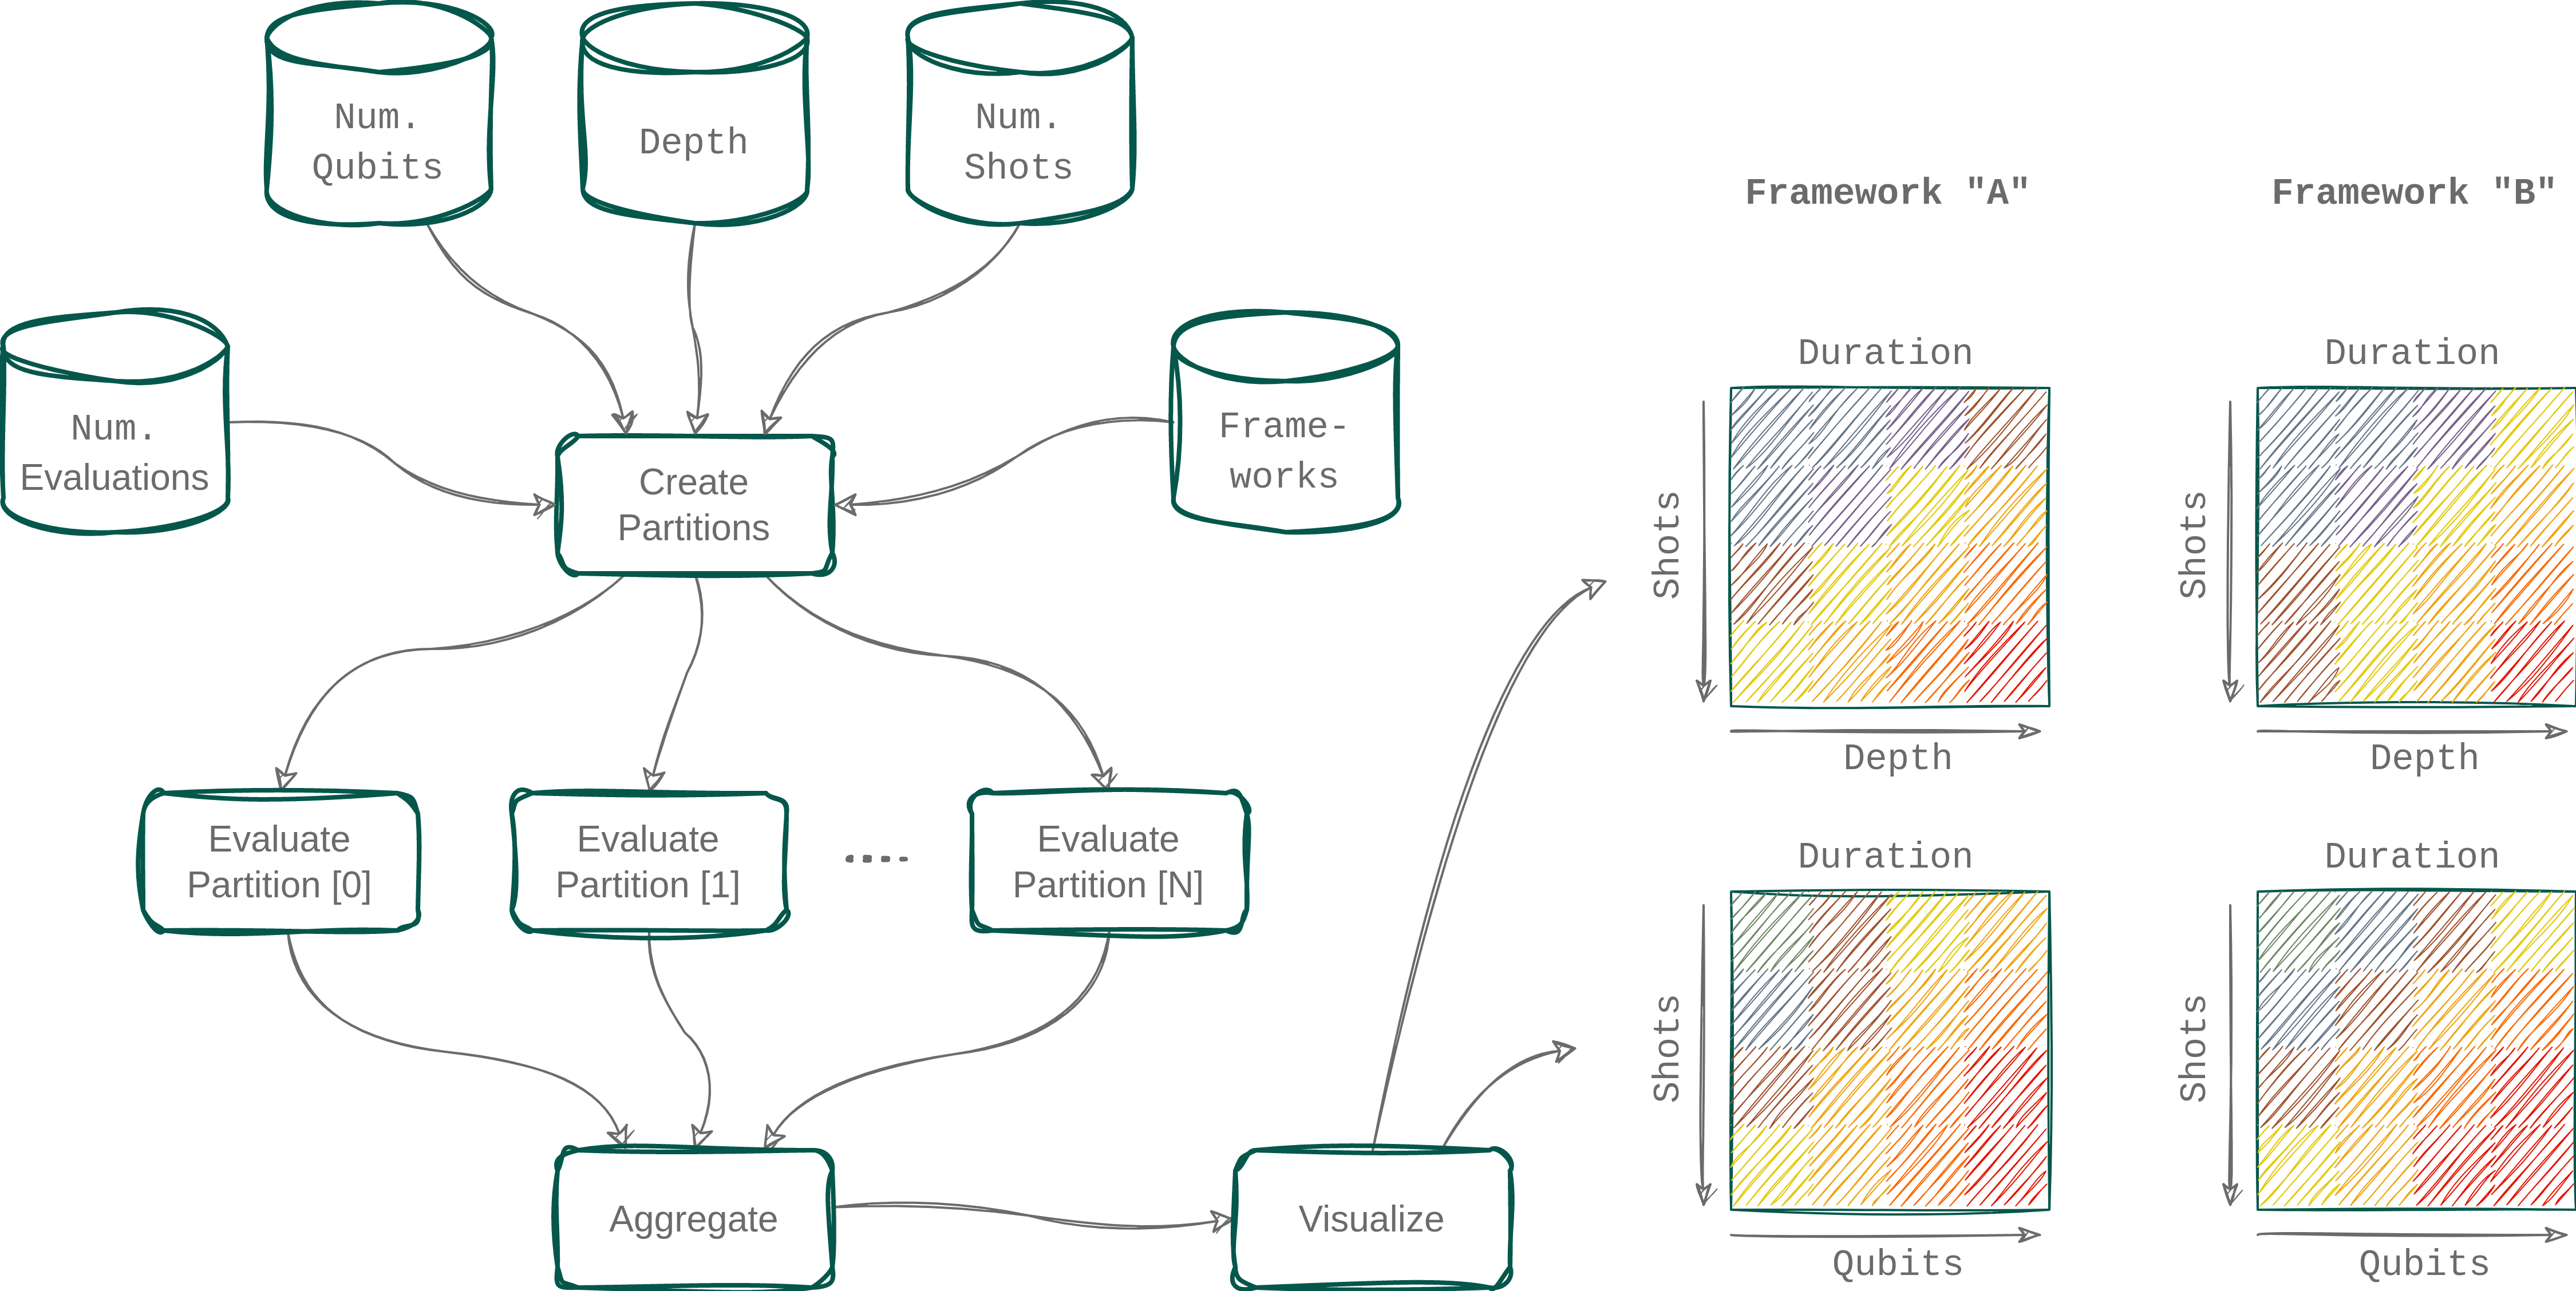 Num.
Qubits
Depth
Num.
Shots
Num.
Evaluations
Frame-
works
Create
Partitions
Evaluate
Partition [0]
Evaluate
Partition [1]
Evaluate
Partition [N]
Aggregate
Visualize
Framework "A"
Framework "B"
Duration
Shots
Depth
Duration
Shots
Depth
Duration
Shots
Qubits
Duration
Shots
Qubits